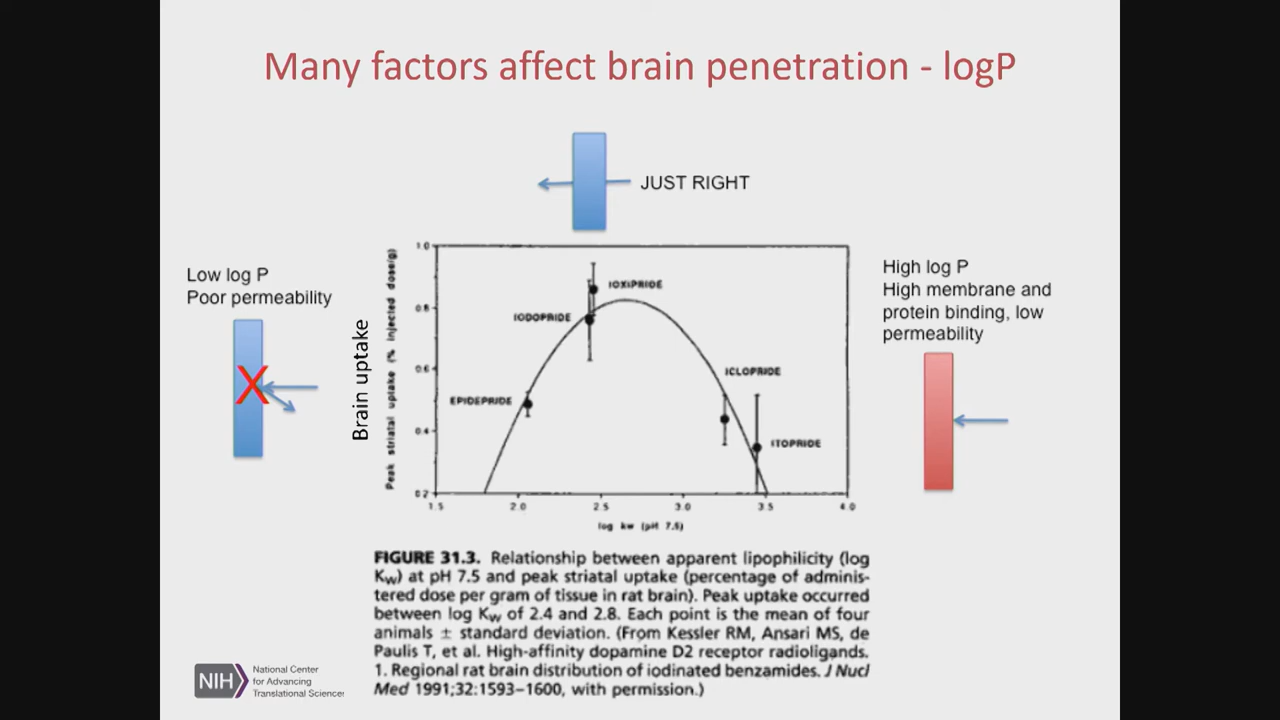 Many factors affect brain penetration - logP
JUST RIGHT
Low log P
Poor permeability
X
High log P
High membrane and
protein binding, low
permeability
Brain uptake
Peak striatal uptake (% injected dose/g)
1.0
0.8
0.6
0.4
0.2
IOXIPRIDE
IODOPRIDE
ICLOPRIDE
EPIDEPRIDE
ITOPRIDE
1.5 2.0 2.5 3.0 3.5 4.0
log kw (pH 7.5)
FIGURE 31.3. Relationship between apparent lipophilicity (log
Kw) at pH 7.5 and peak striatal uptake (percentage of adminis-
tered dose per gram of tissue in rat brain). Peak uptake occurred
between log Kw of 2.4 and 2.8. Each point is the mean of four
animals ± standard deviation. (From Kessler RM, Ansari MS, de
Paulis T, et al. High-affinity dopamine D2 receptor radioligands.
1. Regional rat brain distribution of iodinated benzamides. J Nucl
Med 1991;32:1593–1600, with permission.)
NIH
National Center
for Advancing
Translational Sciences